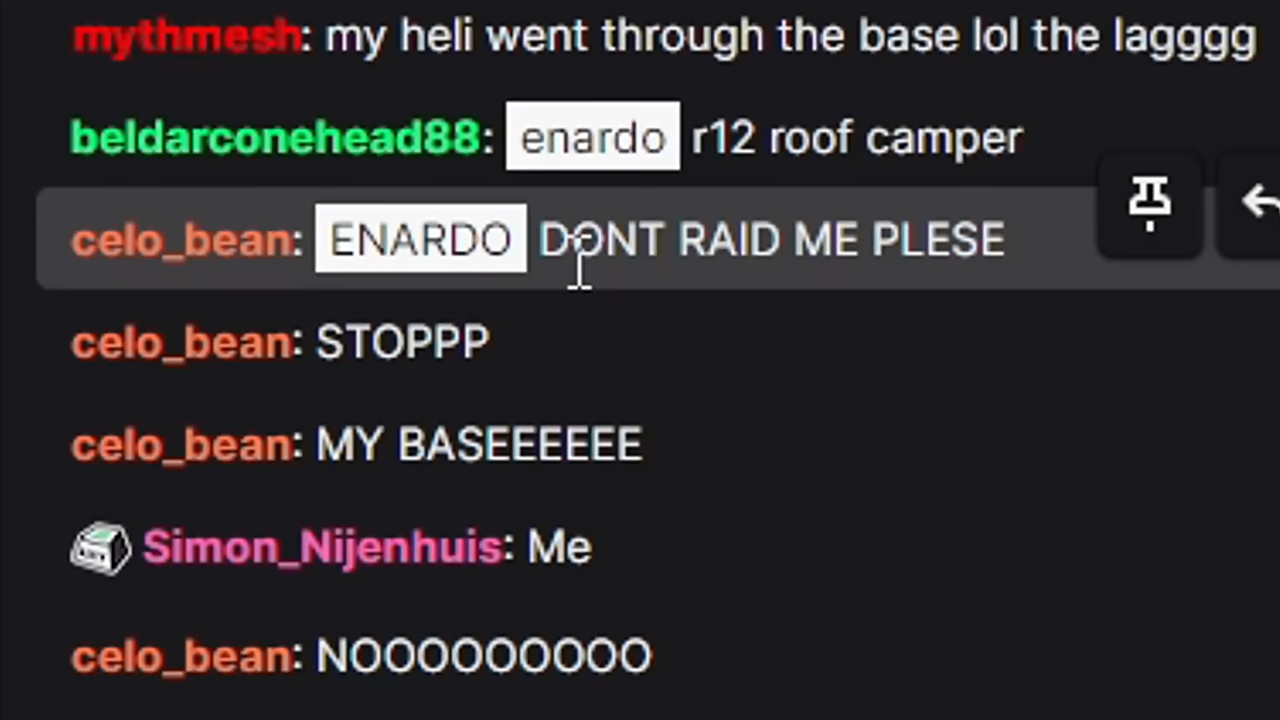 mythmesh: my heli went through the base lol the lagggg
beldarconehead88: enardo r12 roof camper
celo_bean: ENARDO DONT RAID ME PLESE
celo_bean: STOPPP
celo_bean: MY BASEEEEEE
Simon_Nijenhuis: Me
celo_bean: NOOOOOOOOO